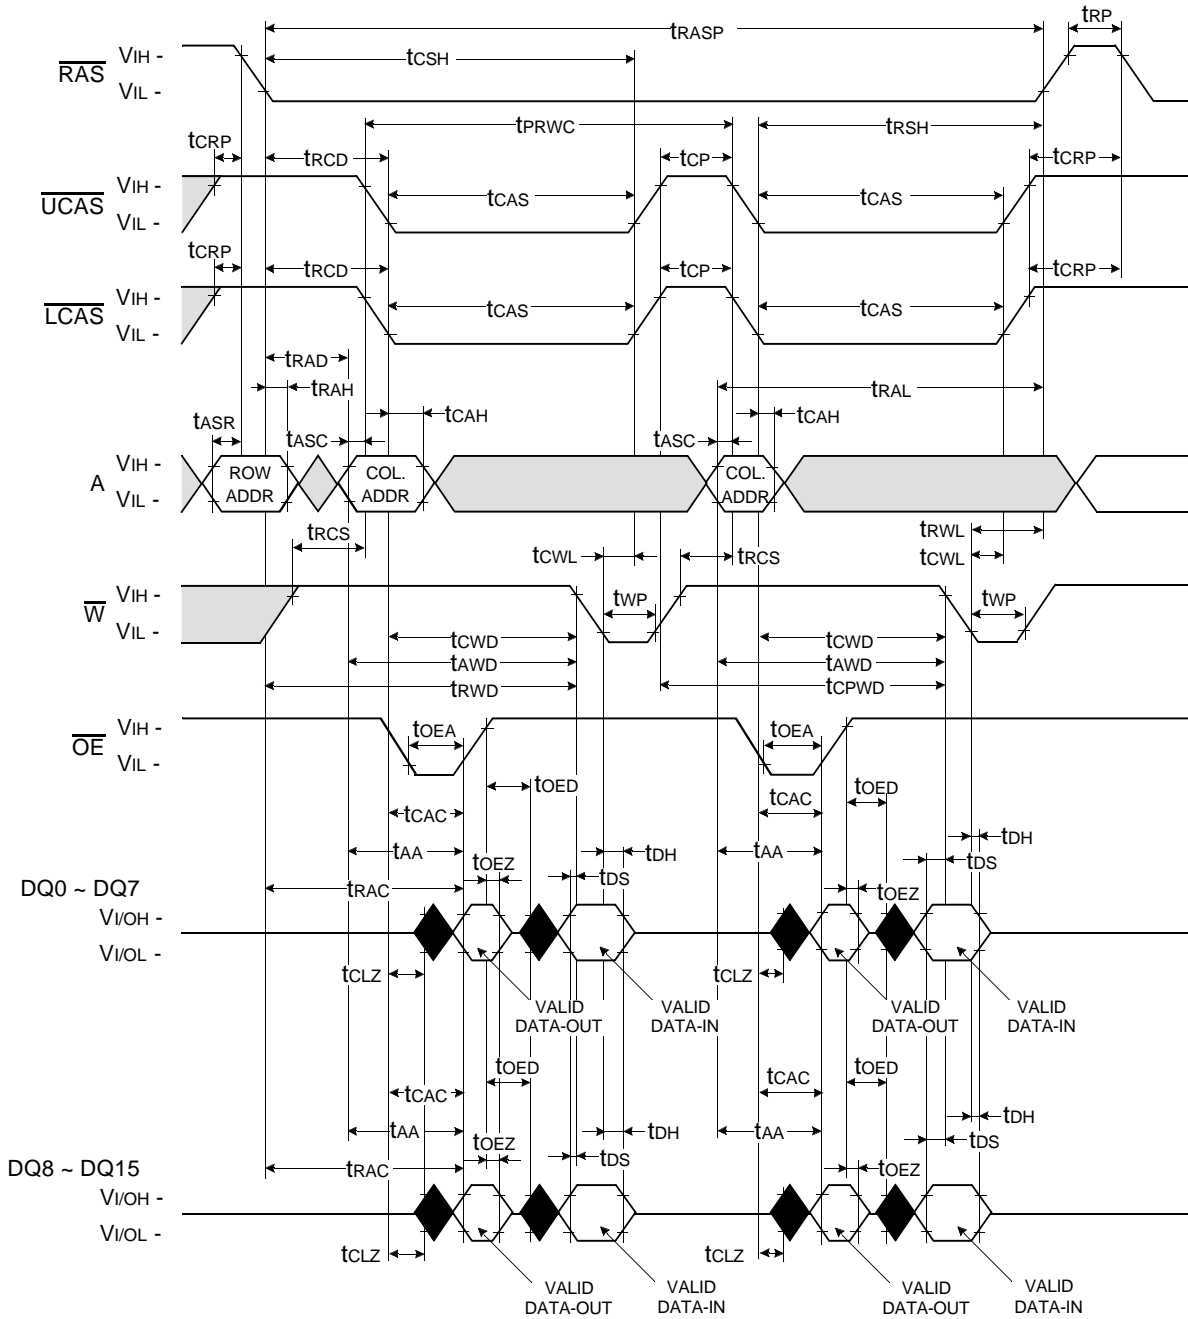 tRP
tRASP
VIH -
RAS
VIL -
tCSH
tPRWC
tRSH
tCRP
tRCD
tCP
tCRP
VIH -
UCAS
VIL -
tCAS
tCAS
tCRP
tRCD
tCP
tCRP
VIH -
LCAS
VIL -
tCAS
tCAS
tRAD
tRAH
tRAL
tASR
tASC
tCAH
tASC
tCAH
VIH -
A
VIL -
ROW
ADDR
COL.
ADDR
COL.
ADDR
tRCS
tCWL
tRCS
tRWL
tCWL
VIH -
W
VIL -
tWP
tWP
tCWD
tCWD
tAWD
tAWD
tRWD
tCPWD
VIH -
OE
VIL -
tOEA
tOEA
tOED
tOED
tCAC
tCAC
tAA
tOEZ
tDH
tAA
tDH
tDS
tDS
tRAC
tOEZ
DQ0 ~ DQ7
VI/OH -
VI/OL -
tCLZ
tCLZ
VALID
DATA-OUT
VALID
DATA-IN
VALID
DATA-OUT
VALID
DATA-IN
tOED
tOED
tCAC
tCAC
tAA
tOEZ
tDH
tAA
tDH
tDS
tDS
tRAC
tOEZ
DQ8 ~ DQ15
VI/OH -
VI/OL -
tCLZ
tCLZ
VALID
DATA-OUT
VALID
DATA-IN
VALID
DATA-OUT
VALID
DATA-IN